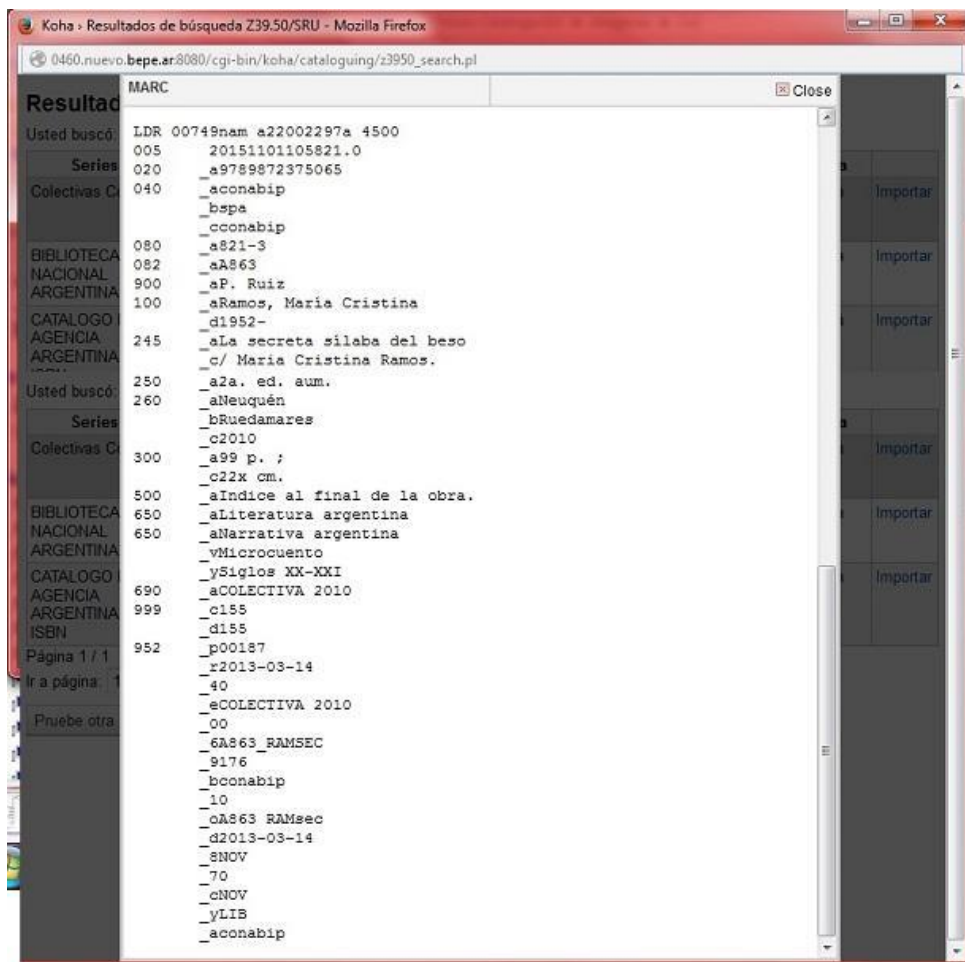 Koha › Resultados de búsqueda Z39.50/SRU - Mozilla Firefox
0460.nuevo.bepe.ar:8080/cgi-bin/koha/cataloguing/z3950_search.pl
MARC
Close
LDR 00749nam a22002297a 4500
005 20151101105821.0
020 _a9789872375065
040 _aconabip
_bspa
_cconabip
080 _a821-3
082 _aA863
900 _aP. Ruiz
100 _aRamos, María Cristina
_d1952-
245 _aLa secreta sílaba del beso
_c/ María Cristina Ramos.
250 _a2a. ed. aum.
260 _aNeuquén
_bRuedamares
_c2010
300 _a99 p. ;
_c22x cm.
500 _aIndice al final de la obra.
650 _aLiteratura argentina
650 _aNarrativa argentina
_vMicrocuento
_ySiglos XX-XXI
690 _aCOLECTIVA 2010
999 _c155
_d155
952 _p00187
_r2013-03-14
_40
_eCOLECTIVA 2010
_00
_6A863_RAMSEC
_9176
_bconabip
_10
_oA863 RAMsec
_d2013-03-14
_8NOV
_70
_cNOV
_yLIB
_aconabip
Resultad
Usted buscó:
Series
Colectivas C
Importar
BIBLIOTECA
NACIONAL
ARGENTINA
Importar
CATALOGO
AGENCIA
ARGENTINA
Importar
Usted buscó:
Series
Colectivas C
Importar
BIBLIOTECA
NACIONAL
ARGENTINA
Importar
CATALOGO
AGENCIA
ARGENTINA
ISBN
Importar
Página 1 / 1
Ir a página: 1
Pruebe otra